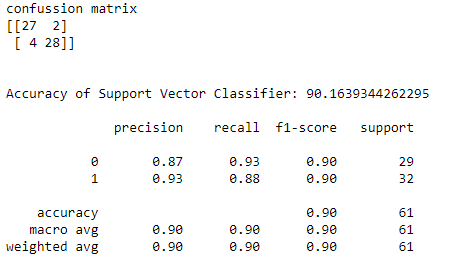 confussion matrix
[[27  2]
 [ 4 28]]
Accuracy of Support Vector Classifier: 90.1639344262295
precision recall f1-score support
0 0.87 0.93 0.90 29
1 0.93 0.88 0.90 32
accuracy 0.90 61
macro avg 0.90 0.90 0.90 61
weighted avg 0.90 0.90 0.90 61